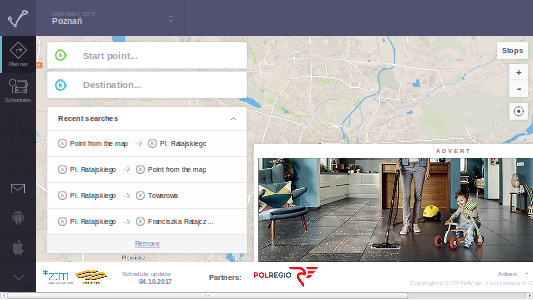 CURRENT CITY
Poznań
Planner
Schedules
A Start point...
B Destination...
Recent searches
A Point from the map B Pl. Ratajskiego
A Pl. Ratajskiego B Point from the map
A Pl. Ratajskiego B Towarowa
A Pl. Ratajskiego B Franciszka Ratajcz...
Remove
Plewiska
Stops
+
-
ADVERT
*ztm
Schedule update:
04.10.2017
Partners:
POLREGIO
Advert -
Copyright © CITY-NAV sp. z o.o. | mapa: ©